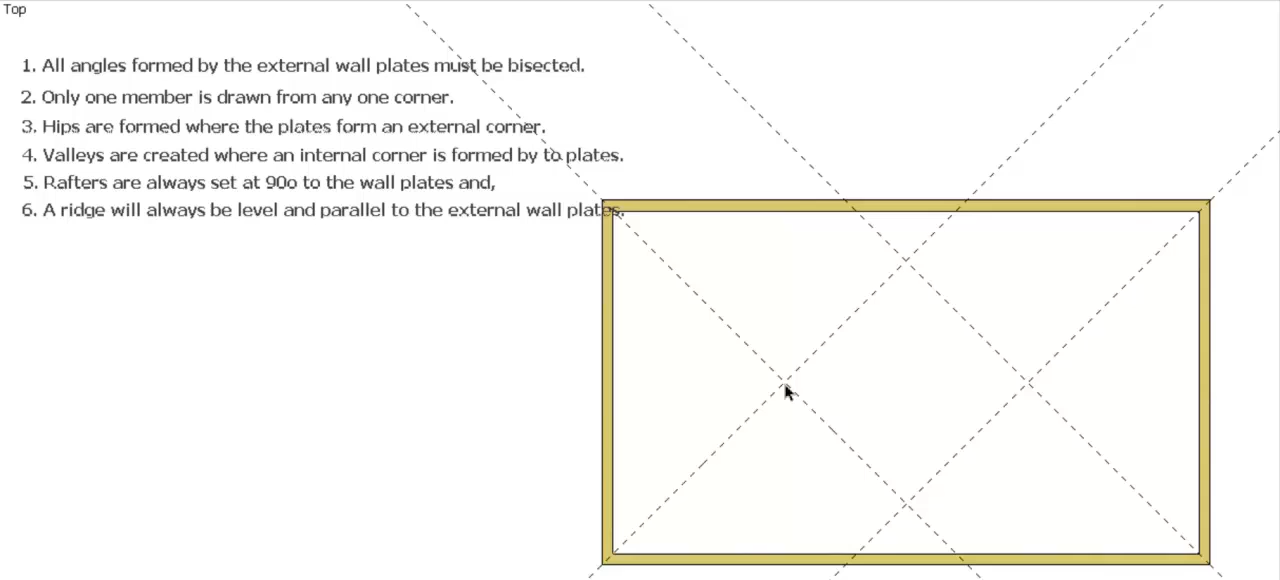 Top
1. All angles formed by the external wall plates must be bisected.
2. Only one member is drawn from any one corner.
3. Hips are formed where the plates form an external corner.
4. Valleys are created where an internal corner is formed by to plates.
5. Rafters are always set at 90o to the wall plates and,
6. A ridge will always be level and parallel to the external wall plates.